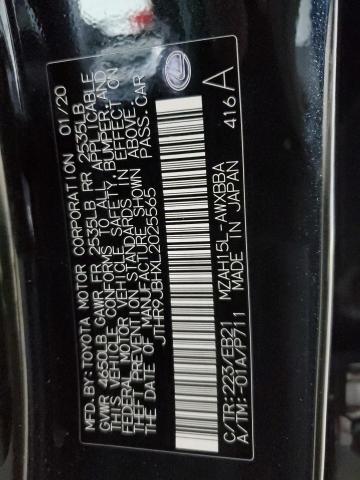 MFD.BY:TOYOTA MOTOR CORPORATION 01/20
GVWR 4650LB GAWR FR 2535LB RR 2535LB
THIS VEHICLE CONFORMS TO ALL APPLICABLE
FEDERAL MOTOR VEHICLE SAFETY, BUMPER, AND
THEFT PREVENTION STANDARDS IN EFFECT ON
THE DATE OF MANUFACTURE SHOWN ABOVE.
JTHR9JBHXL2025565 PASS.CAR
C/TR:223/EB21 MZAH15L-AWXBBA
A/TM:-01A/P711 MADE IN JAPAN 416 A